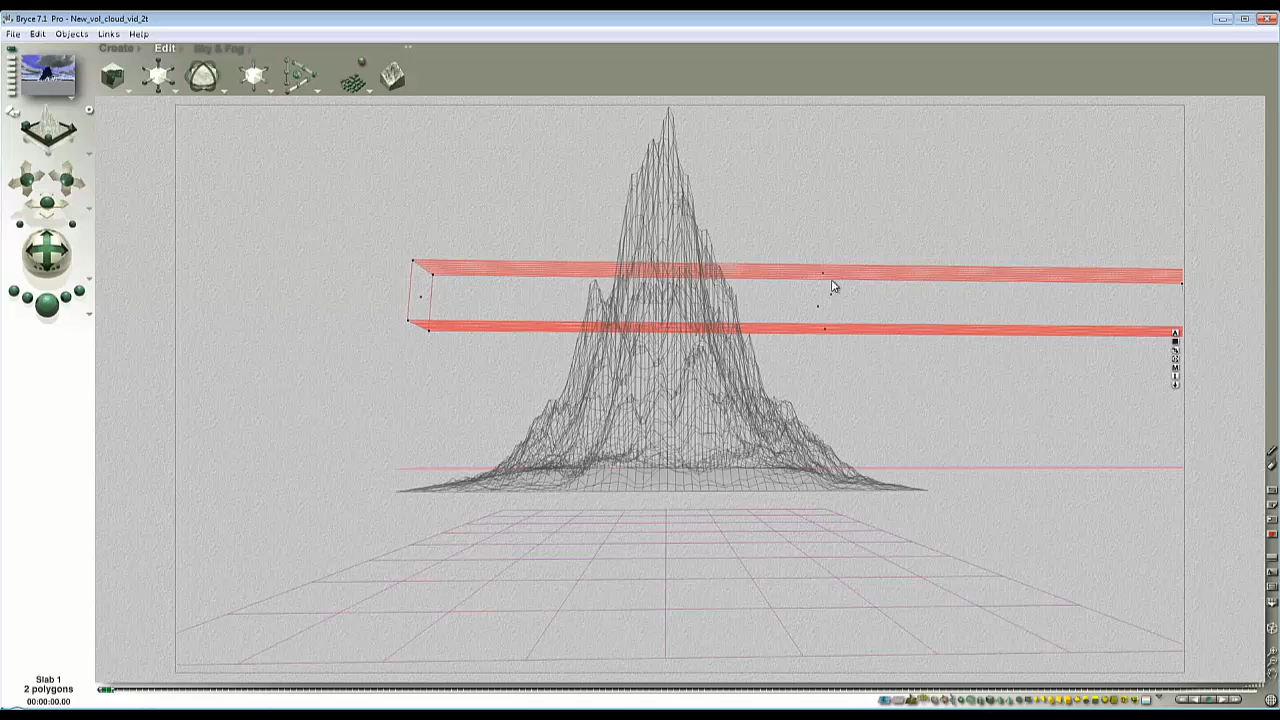 Bryce 7.1 Pro - New_vol_cloud_vid_2t
File Edit Objects Links Help
Create Edit Sky & Fog
A
M
Slab 1
2 polygons
00:00:00.00